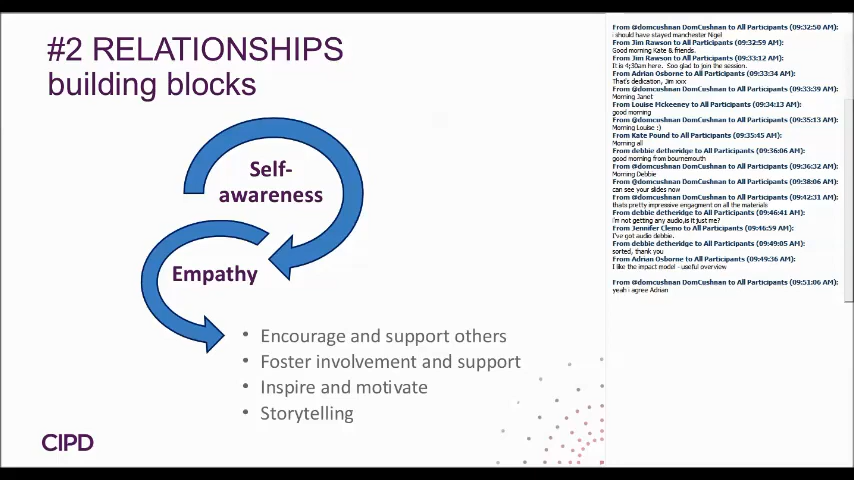 #2 RELATIONSHIPS
building blocks
Self-
awareness
Empathy
• Encourage and support others
• Foster involvement and support
• Inspire and motivate
• Storytelling
CIPD
From @domcushnan DomCushnan to All Participants (09:32:50 AM):
i should have stayed manchester Nigel
From Jim Rawson to All Participants (09:32:59 AM):
Good morning Kate & friends.
From Jim Rawson to All Participants (09:33:12 AM):
It is 4:30am here.  Soo glad to join the session.
From Adrian Osborne to All Participants (09:33:34 AM):
That's dedication, Jim xxx
From @domcushnan DomCushnan to All Participants (09:33:39 AM):
Morning Janet
From Louise Mckeeney to All Participants (09:34:13 AM):
good morning
From @domcushnan DomCushnan to All Participants (09:35:13 AM):
Morning Louise :)
From Kate Pound to All Participants (09:35:45 AM):
Morning all
From debbie detheridge to All Participants (09:36:06 AM):
good morning from bournemouth
From @domcushnan DomCushnan to All Participants (09:36:32 AM):
Morning Debbie
From @domcushnan DomCushnan to All Participants (09:38:06 AM):
can see your slides now
From @domcushnan DomCushnan to All Participants (09:42:31 AM):
thats pretty impressive engagment on all the materials
From debbie detheridge to All Participants (09:46:41 AM):
i'm not getting any audio,is it just me?
From Jennifer Clemo to All Participants (09:46:59 AM):
I've got audio debbie.
From debbie detheridge to All Participants (09:49:05 AM):
sorted, thank you
From Adrian Osborne to All Participants (09:49:36 AM):
I like the impact model - useful overview
From @domcushnan DomCushnan to All Participants (09:51:06 AM):
yeah i agree Adrian